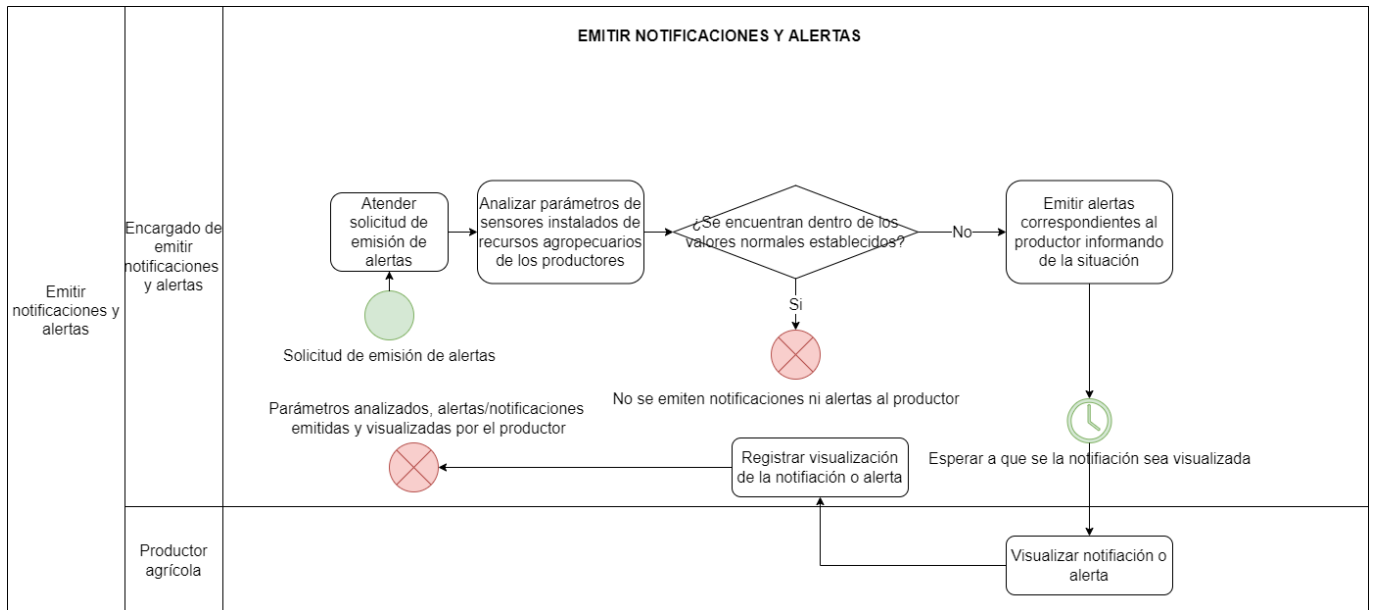 EMITIR NOTIFICACIONES Y ALERTAS
Emitir
notificaciones y
alertas
Encargado de
emitir
notificaciones
y alertas
Atender
solicitud de
emisión de
alertas
Solicitud de emisión de alertas
Analizar parámetros de
sensores instalados de
recursos agropecuarios
de los productores
¿Se encuentran dentro de los
valores normales establecidos?
No
Si
No se emiten notificaciones ni alertas al productor
Emitir alertas
correspondientes al
productor informando
de la situación
Esperar a que se la notifiación sea visualizada
Parámetros analizados, alertas/notificaciones
emitidas y visualizadas por el productor
Registrar visualización
de la notifiación o alerta
Productor
agrícola
Visualizar notifiación o
alerta